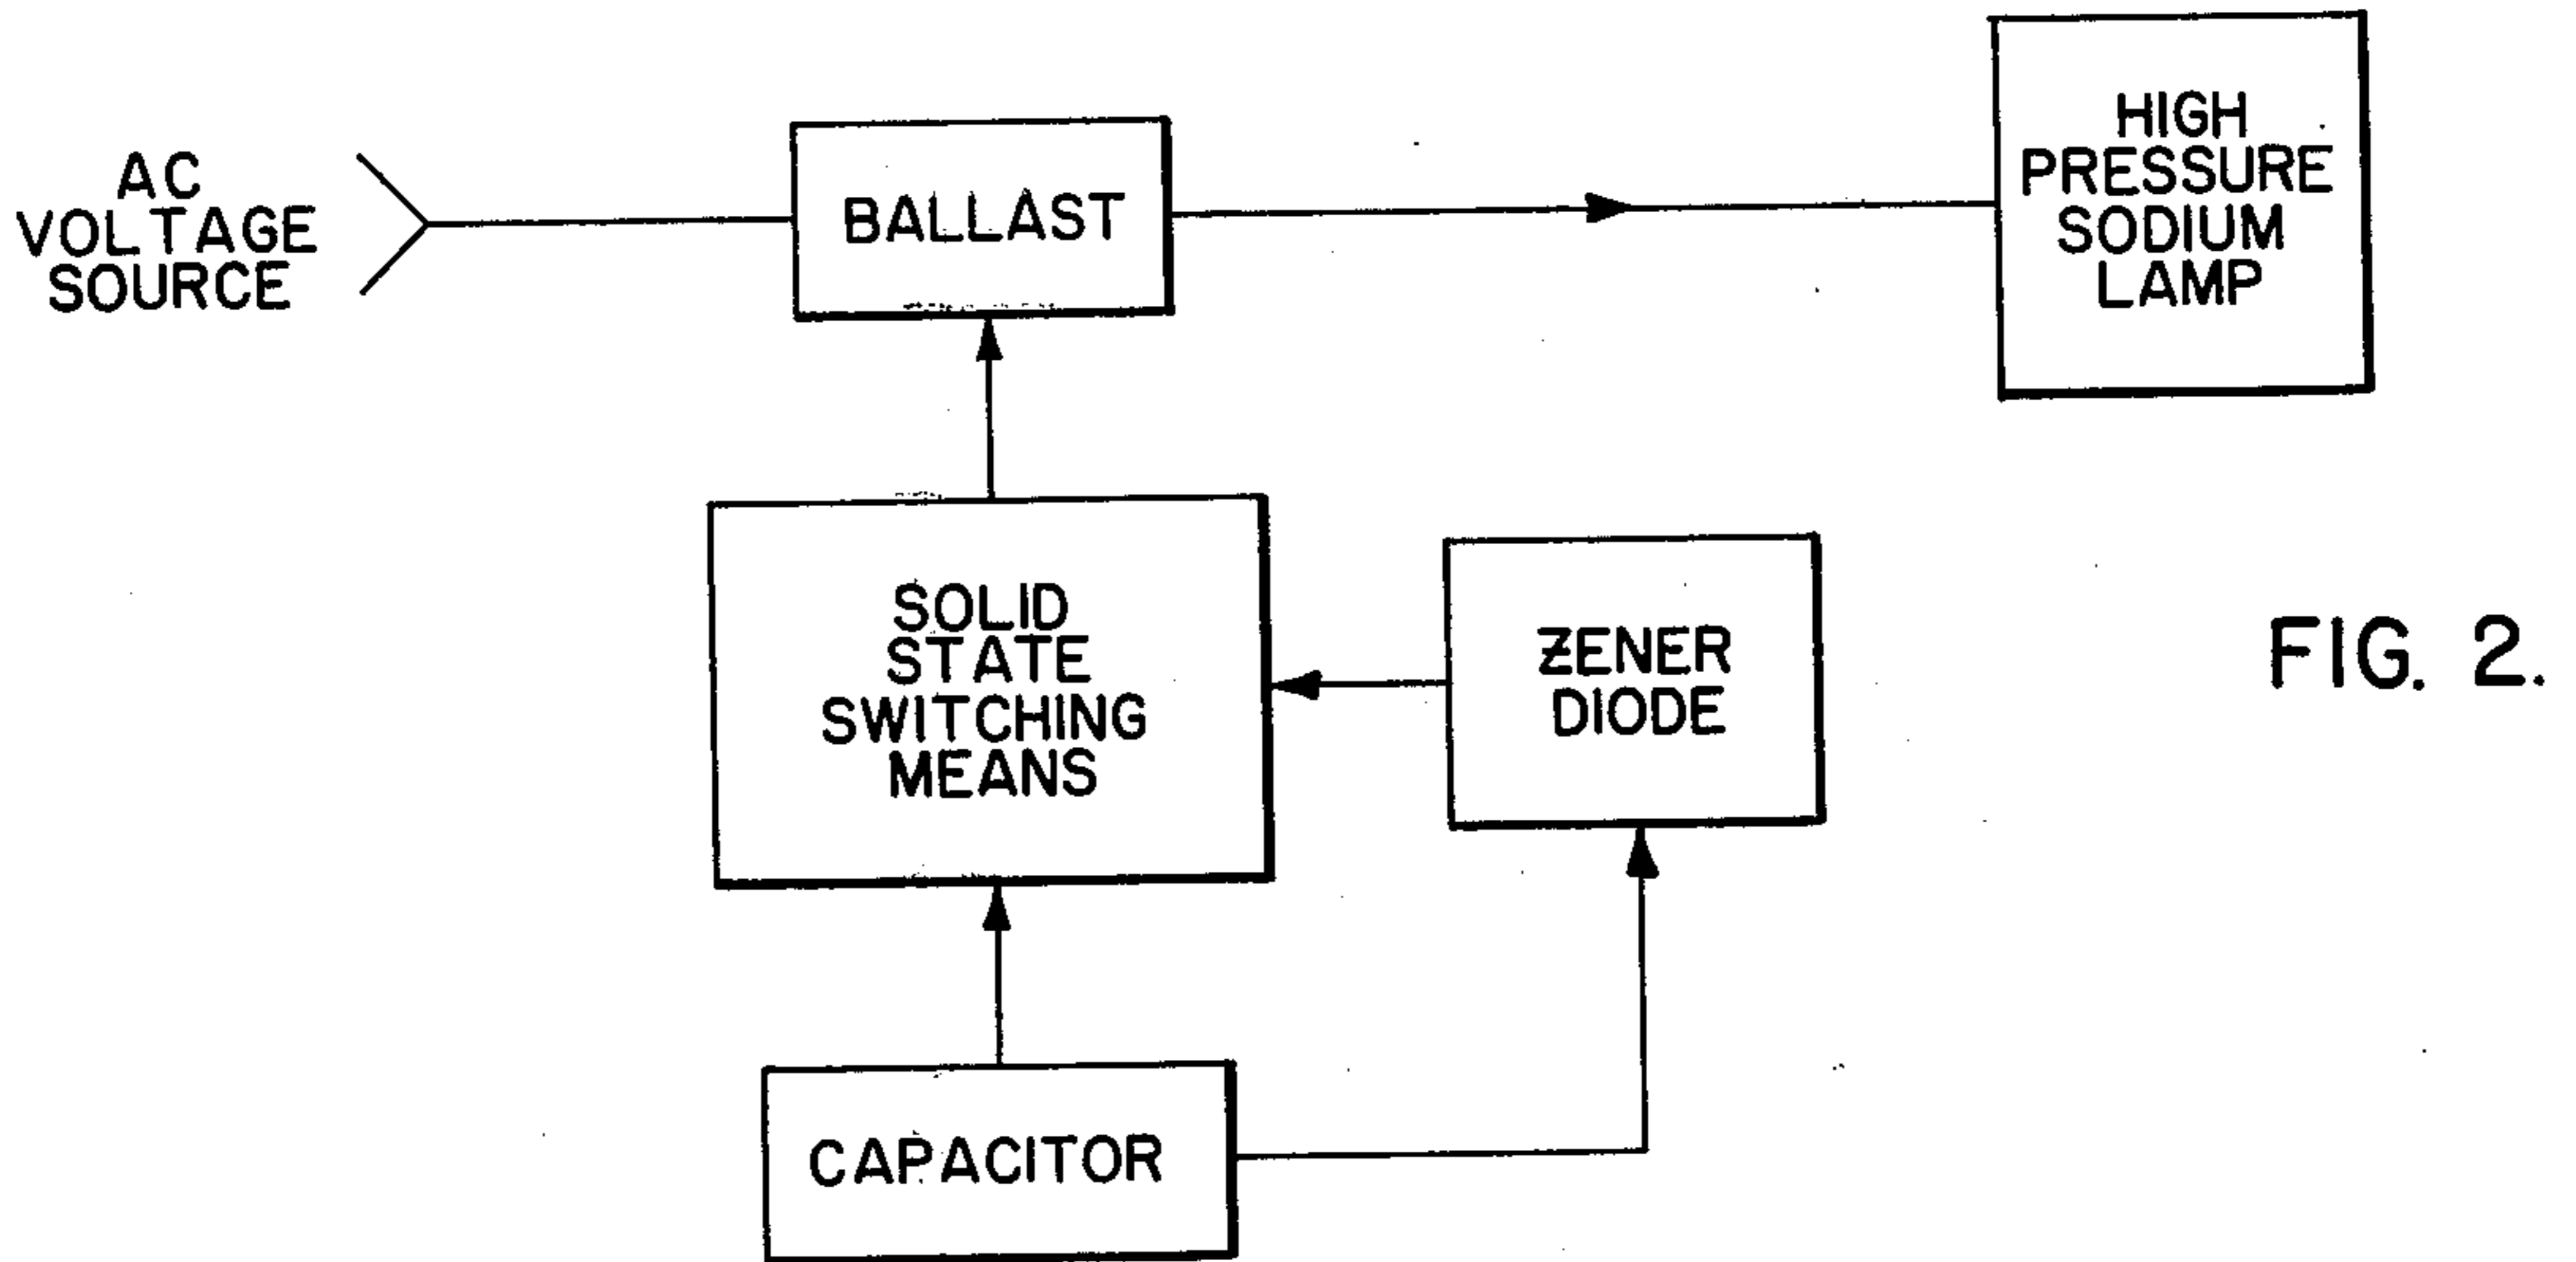 AC
VOLTAGE
SOURCE
BALLAST
HIGH
PRESSURE
SODIUM
LAMP
SOLID
STATE
SWITCHING
MEANS
ZENER
DIODE
FIG. 2.
CAPACITOR